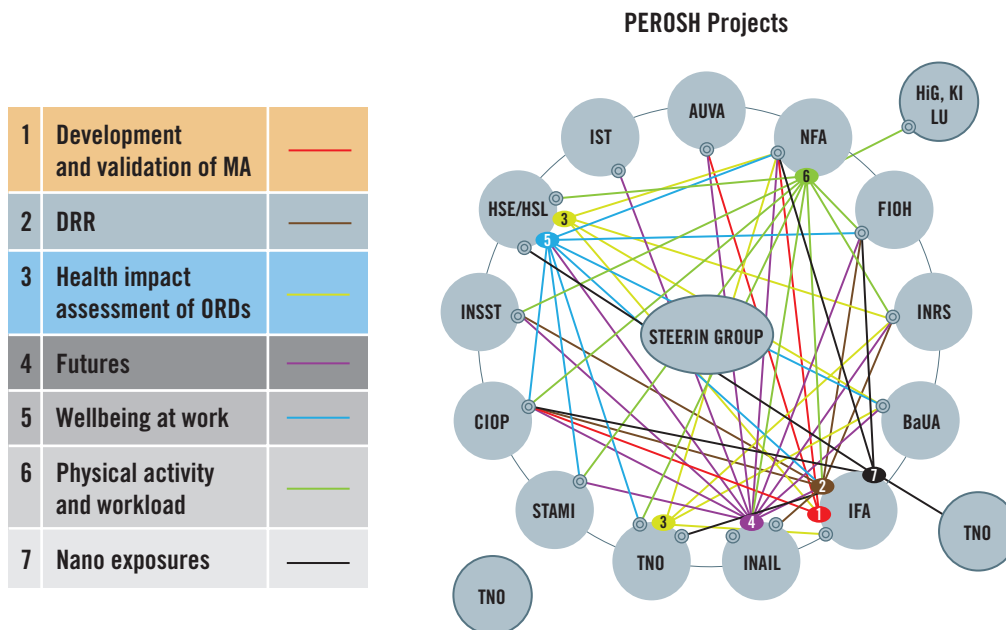 PEROSH Projects
1 Development
and validation of MA
2 DRR
3 Health impact
assessment of ORDs
4 Futures
5 Wellbeing at work
6 Physical activity
and workload
7 Nano exposures
HiG, KI
LU
AUVA
IST
NFA
6
HSE/HSL
3
5
FIOH
INSST
INRS
STEERIN GROUP
CIOP
BaUA
7
2
STAMI
1
IFA
3
4
TNO
INAIL
TNO
TNO